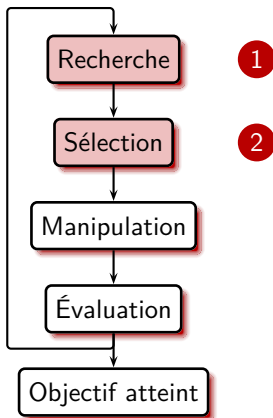 Recherche 1
Sélection 2
Manipulation
Évaluation
Objectif atteint